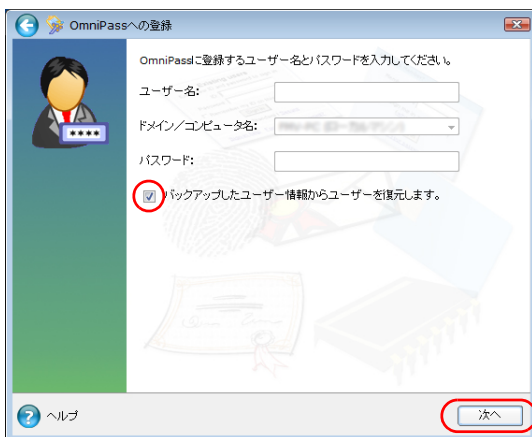 OmniPassへの登録
OmniPassに登録するユーザー名とパスワードを入力してください。
ユーザー名:
ドメイン／コンピュータ名:
パスワード:
バックアップしたユーザー情報からユーザーを復元します。
ヘルプ
次へ